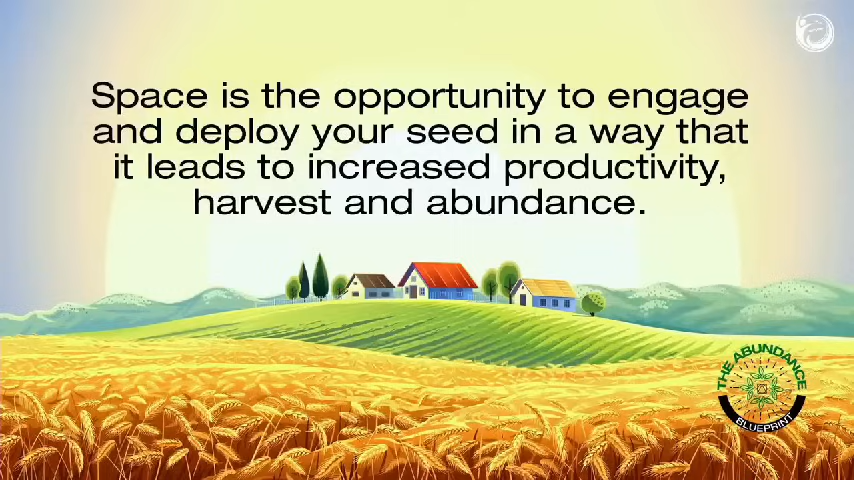 Space is the opportunity to engage
and deploy your seed in a way that
it leads to increased productivity,
harvest and abundance.
THE ABUNDANCE
BLUEPRINT